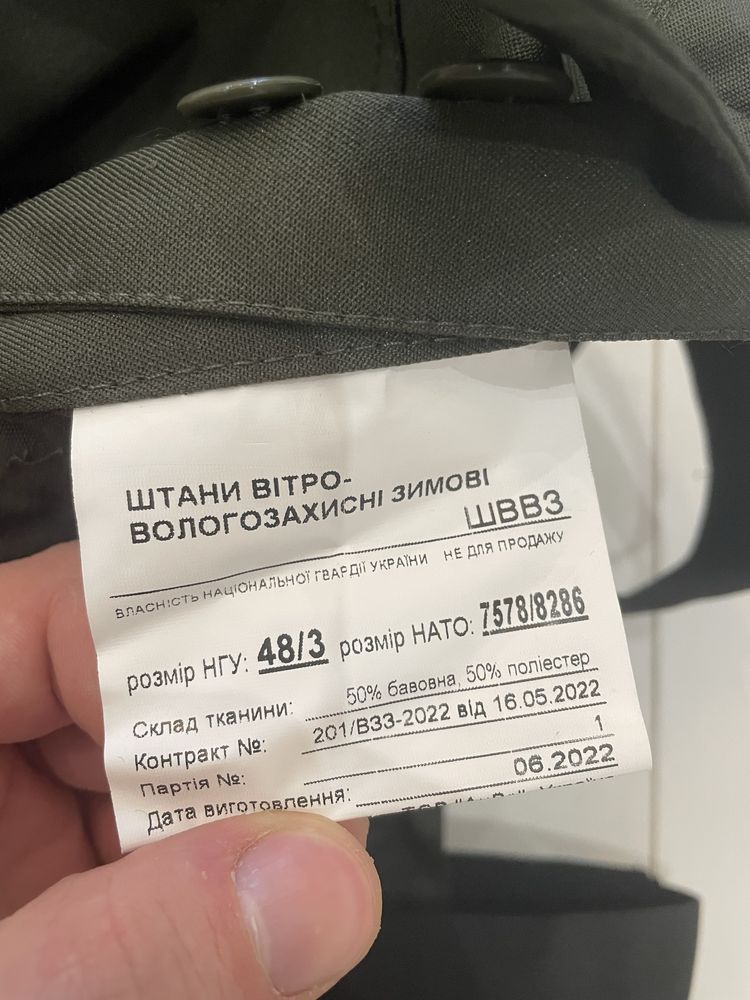 ШТАНИ ВІТРО-
ВОЛОГОЗАХИСНІ ЗИМОВІ
ШВВЗ
ВЛАСНІСТЬ НАЦІОНАЛЬНОЇ ГВАРДІЇ УКРАЇНИ НЕ ДЛЯ ПРОДАЖУ
розмір НГУ: 48/3 розмір НАТО: 7578/8286
Склад тканини: 50% бавовна, 50% поліестер
Контракт №: 201/ВЗЗ-2022 від 16.05.2022
Партія №: 1
Дата виготовлення: 06.2022